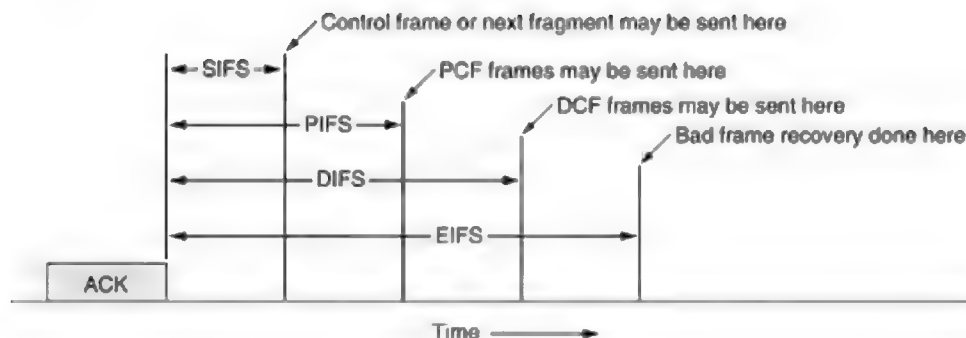 Control frame or next fragment may be sent here
SIFS
PCF frames may be sent here
PIFS
DCF frames may be sent here
Bad frame recovery done here
DIFS
EIFS
ACK
Time